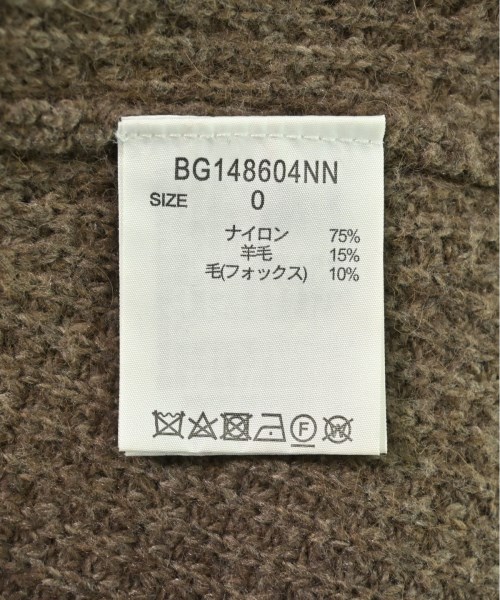 BG148604NN
SIZE 0
ナイロン 75%
羊毛 15%
毛(フォックス) 10%
F W